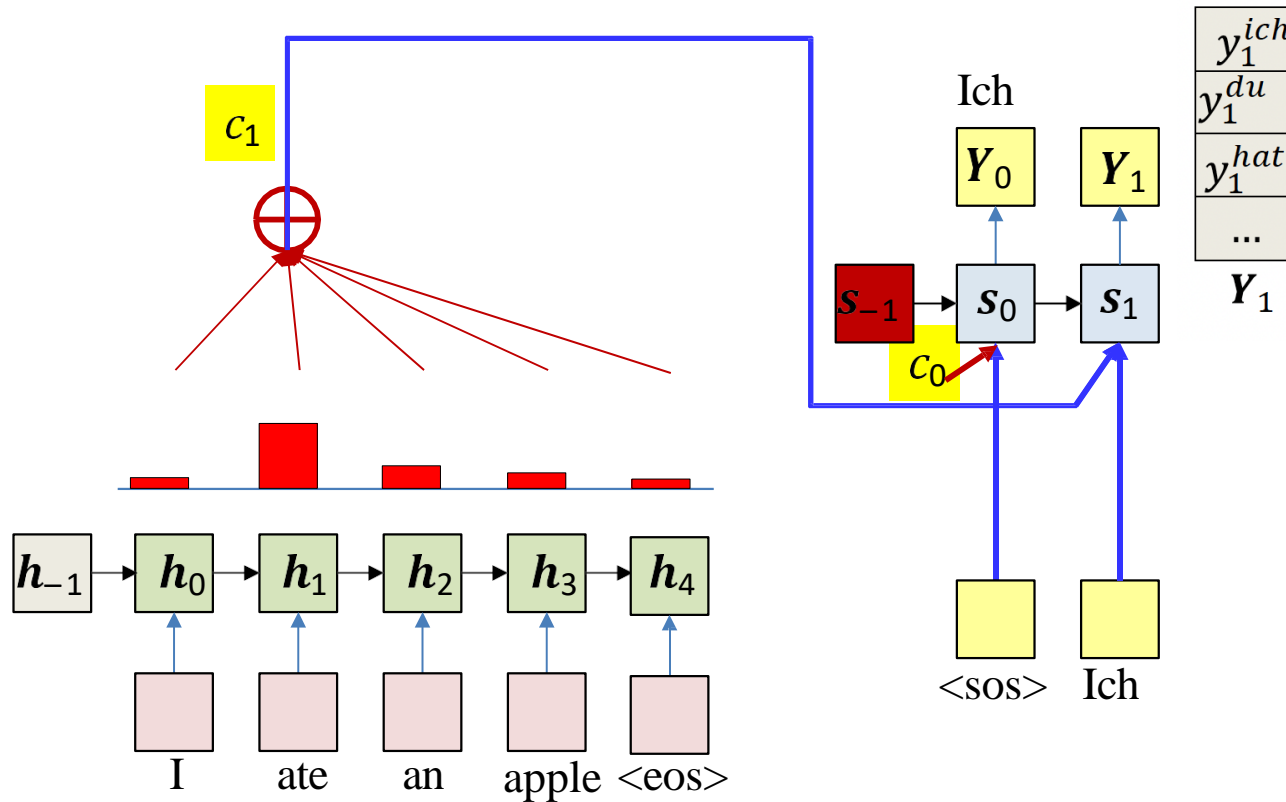 c₁
Ich
Y₀ Y₁
y₁ⁱᶜʰ
y₁ᵈᵘ
y₁ʰᵃᵗ
...
Y₁
s₋₁ s₀ s₁
c₀
h₋₁ h₀ h₁ h₂ h₃ h₄
I ate an apple <eos>
<sos> Ich